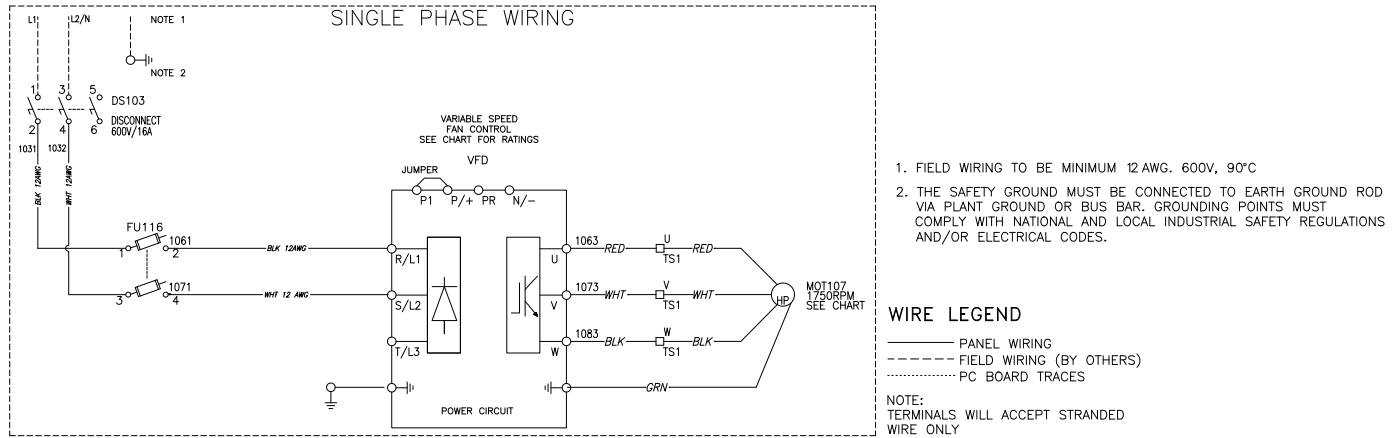 SINGLE PHASE WIRING
L1
L2/N
NOTE 1
NOTE 2
1
3
5
DS103
2
4
6
DISCONNECT
600V/16A
1031
1032
BLK 12AWG
WHT 12AWG
VARIABLE SPEED
FAN CONTROL
SEE CHART FOR RATINGS
VFD
JUMPER
P1
P/+
PR
N/-
FU116
1
1061
2
BLK 12AWG
R/L1
U
1063
RED
U
TS1
RED
3
1071
4
WHT 12 AWG
S/L2
V
1073
WHT
V
TS1
WHT
HP
MOT107
1750RPM
SEE CHART
T/L3
W
1083
BLK
W
TS1
BLK
GRN
POWER CIRCUIT
1. FIELD WIRING TO BE MINIMUM 12 AWG. 600V, 90°C
2. THE SAFETY GROUND MUST BE CONNECTED TO EARTH GROUND ROD
VIA PLANT GROUND OR BUS BAR. GROUNDING POINTS MUST
COMPLY WITH NATIONAL AND LOCAL INDUSTRIAL SAFETY REGULATIONS
AND/OR ELECTRICAL CODES.
WIRE LEGEND
PANEL WIRING
FIELD WIRING (BY OTHERS)
PC BOARD TRACES
NOTE:
TERMINALS WILL ACCEPT STRANDED
WIRE ONLY